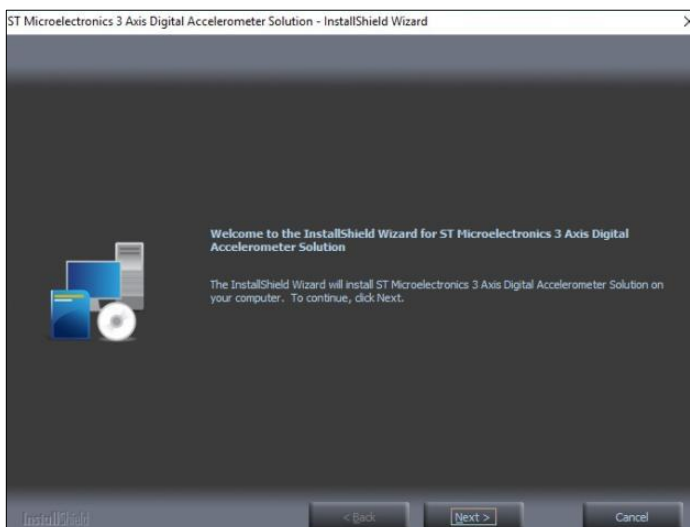 ST Microelectronics 3 Axis Digital Accelerometer Solution - InstallShield Wizard
Welcome to the InstallShield Wizard for ST Microelectronics 3 Axis Digital
Accelerometer Solution
The InstallShield Wizard will install ST Microelectronics 3 Axis Digital Accelerometer Solution on
your computer. To continue, click Next.
InstallShield
< Back
Next >
Cancel